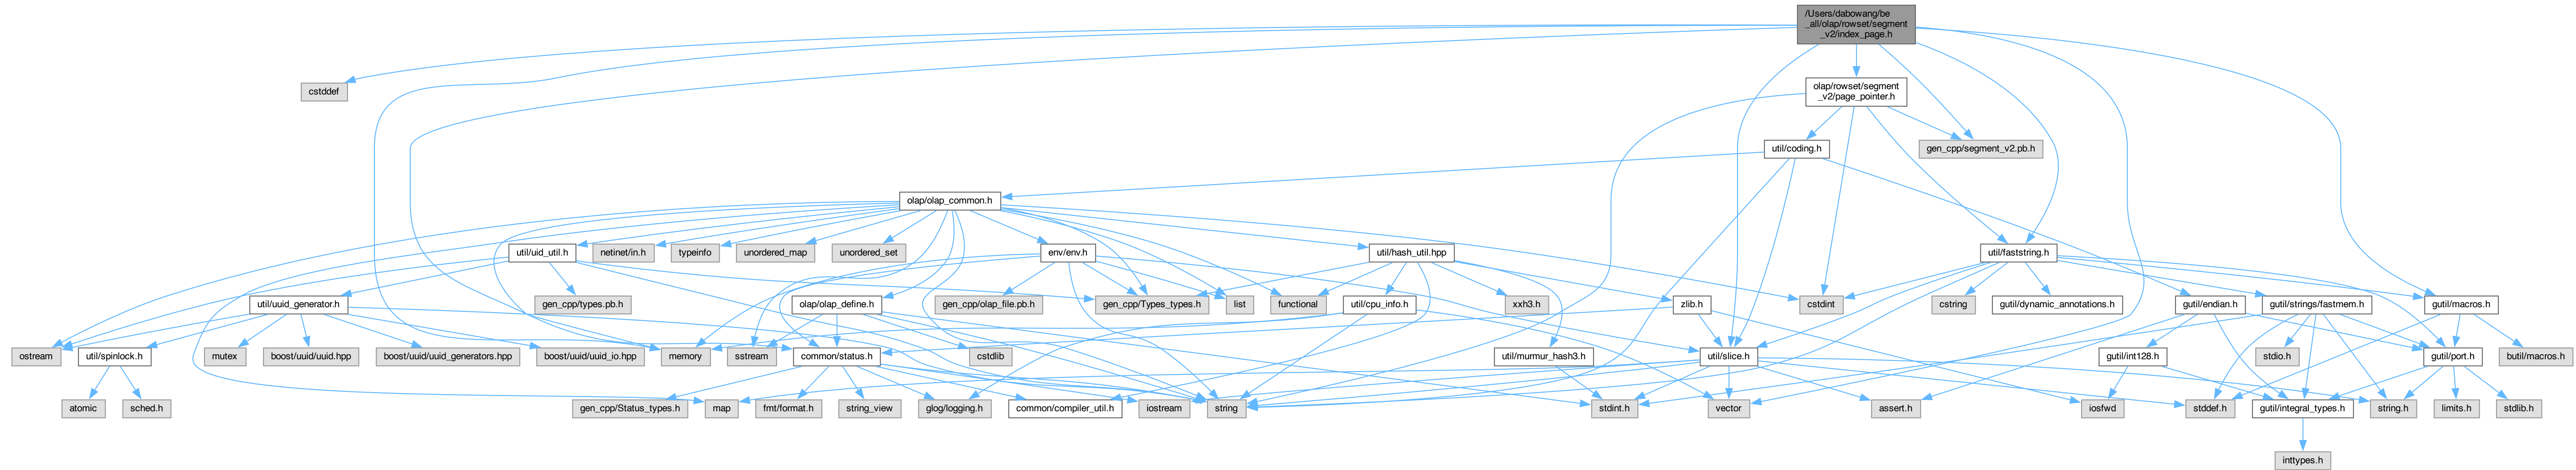 /Users/dabowang/be
_all/olap/rowset/segment
_v2/index_page.h
cstddef
olap/rowset/segment
_v2/page_pointer.h
util/coding.h
gen_cpp/segment_v2.pb.h
olap/olap_common.h
util/uid_util.h
netinet/in.h
typeinfo
unordered_map
unordered_set
env/env.h
util/hash_util.hpp
util/faststring.h
util/uuid_generator.h
gen_cpp/types.pb.h
olap/olap_define.h
gen_cpp/olap_file.pb.h
gen_cpp/Types_types.h
list
functional
util/cpu_info.h
xxh3.h
zlib.h
cstdint
cstring
gutil/dynamic_annotations.h
gutil/endian.h
gutil/strings/fastmem.h
gutil/macros.h
ostream
util/spinlock.h
mutex
boost/uuid/uuid.hpp
boost/uuid/uuid_generators.hpp
boost/uuid/uuid_io.hpp
memory
sstream
common/status.h
cstdlib
util/murmur_hash3.h
util/slice.h
gutil/int128.h
stdio.h
gutil/port.h
butil/macros.h
atomic
sched.h
gen_cpp/Status_types.h
map
fmt/format.h
string_view
glog/logging.h
common/compiler_util.h
iostream
string
stdint.h
vector
assert.h
iosfwd
stddef.h
gutil/integral_types.h
string.h
limits.h
stdlib.h
inttypes.h